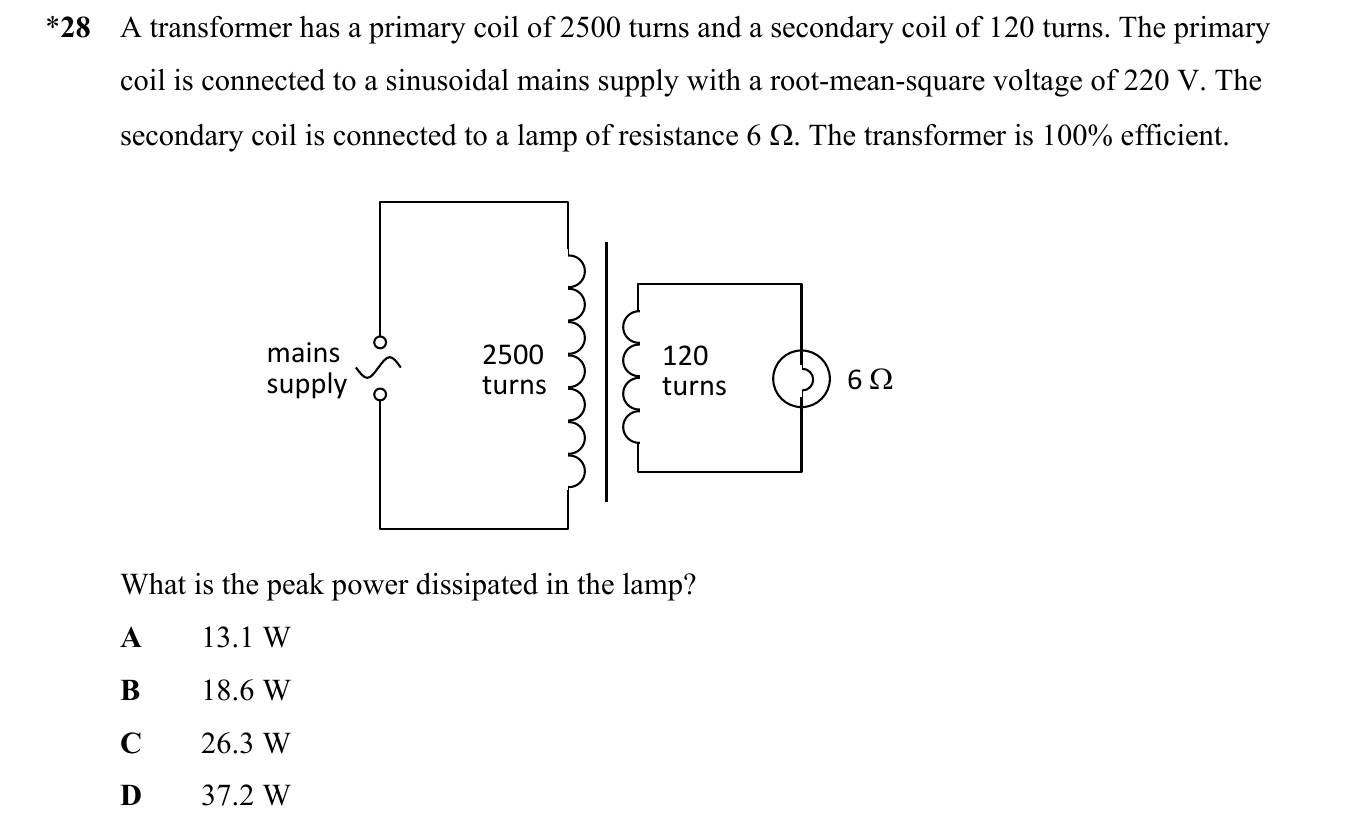 *28 A transformer has a primary coil of 2500 turns and a secondary coil of 120 turns. The primary
coil is connected to a sinusoidal mains supply with a root-mean-square voltage of 220 V. The
secondary coil is connected to a lamp of resistance 6 Ω. The transformer is 100% efficient.
mains
supply
2500
turns
120
turns
6 Ω
What is the peak power dissipated in the lamp?
A 13.1 W
B 18.6 W
C 26.3 W
D 37.2 W